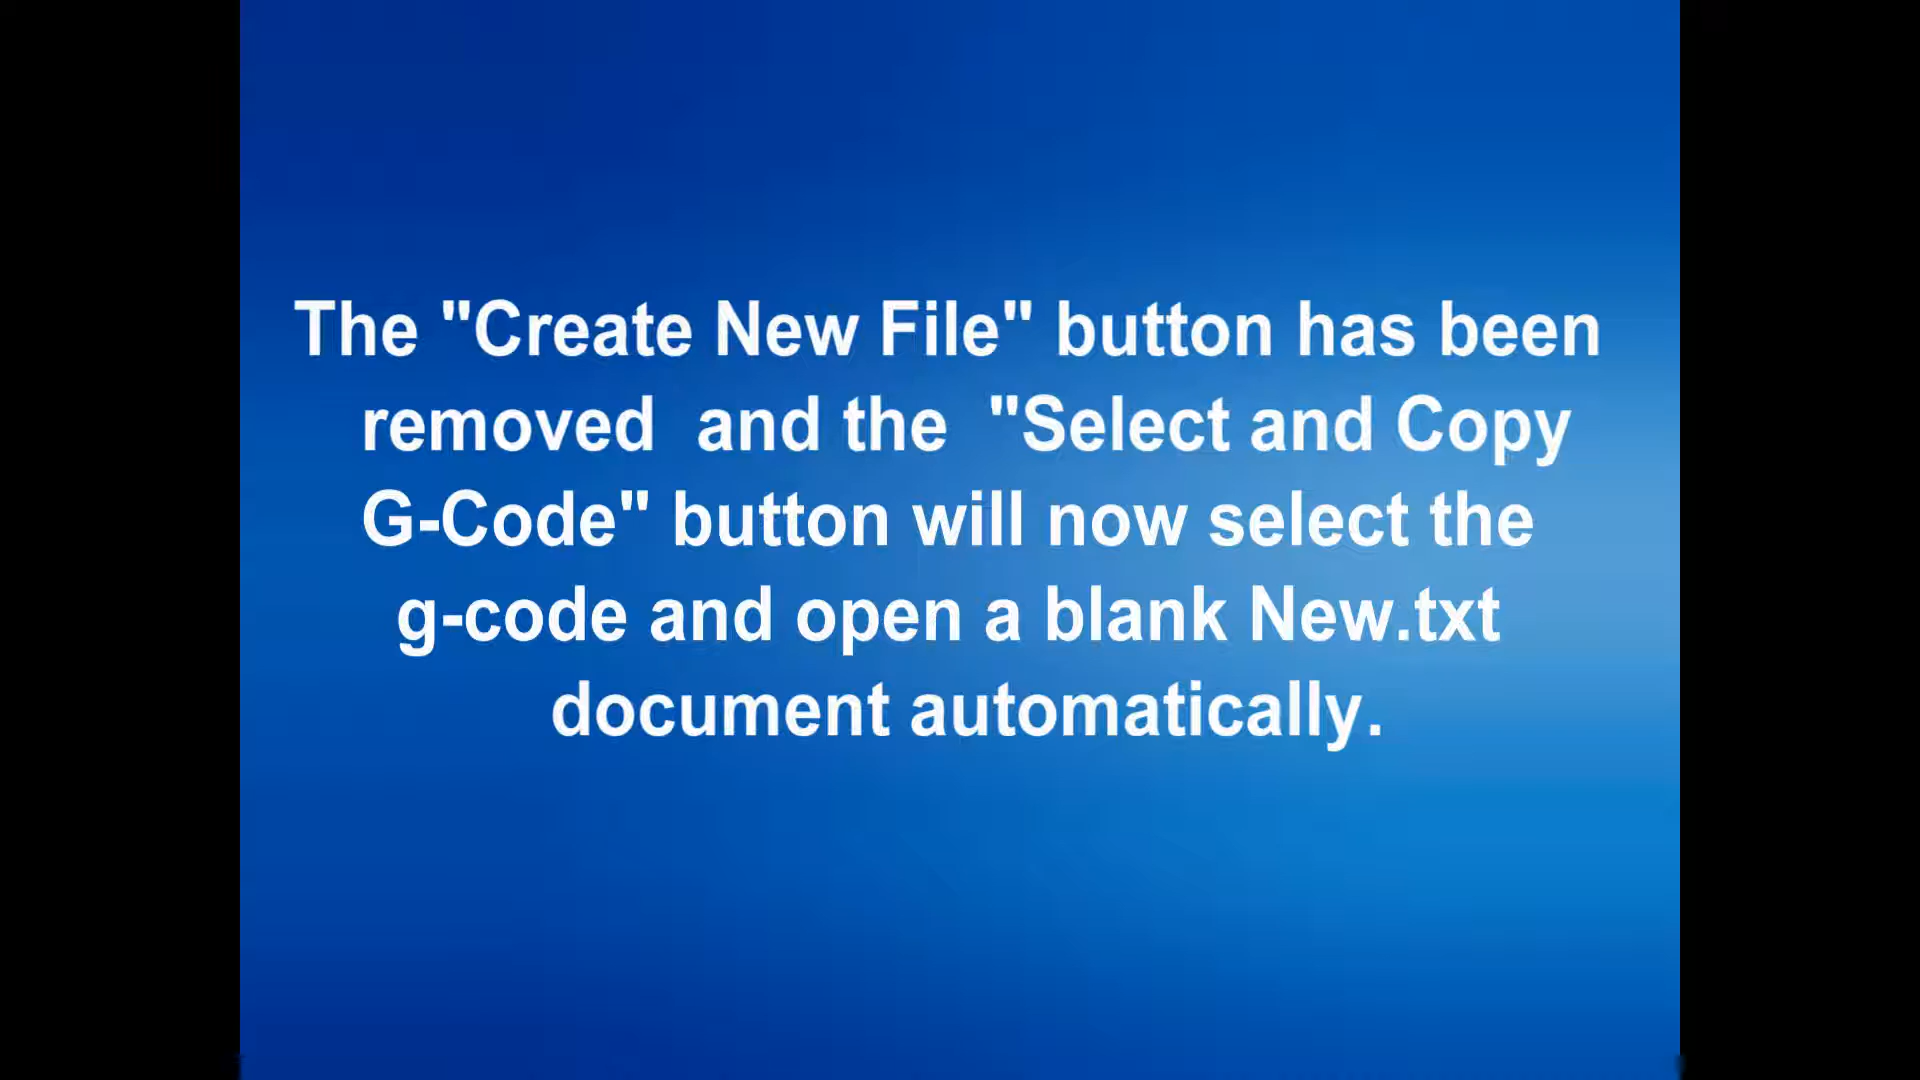 The "Create New File" button has been
removed  and the  "Select and Copy
G-Code" button will now select the
g-code and open a blank New.txt
document automatically.